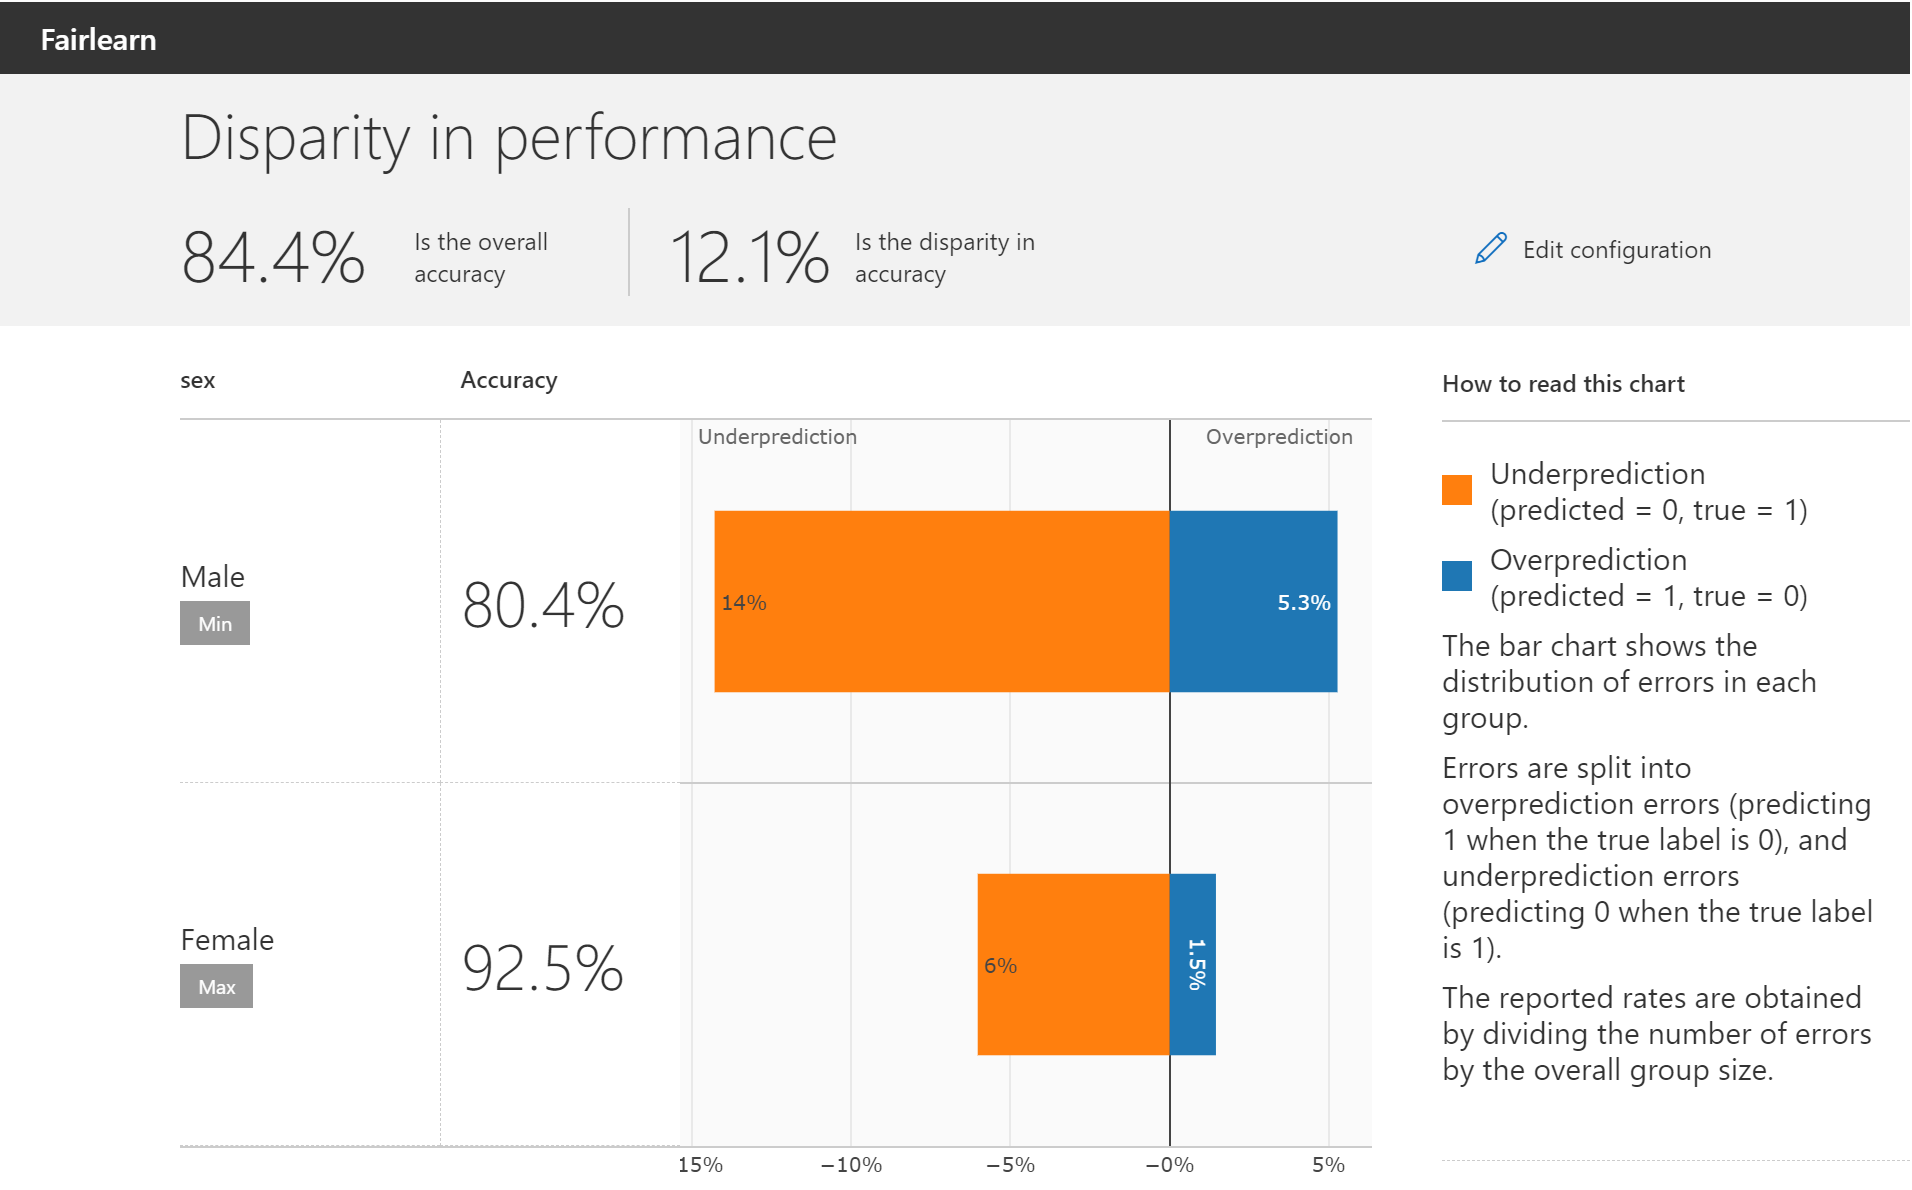 Fairlearn
Disparity in performance
84.4%
Is the overall
accuracy
12.1%
Is the disparity in
accuracy
Edit configuration
sex
Accuracy
Underprediction
Overprediction
Male
Min
80.4%
14%
5.3%
Female
Max
92.5%
6%
1.5%
15%
−10%
−5%
−0%
5%
How to read this chart
Underprediction
(predicted = 0, true = 1)
Overprediction
(predicted = 1, true = 0)
The bar chart shows the
distribution of errors in each
group.
Errors are split into
overprediction errors (predicting
1 when the true label is 0), and
underprediction errors
(predicting 0 when the true label
is 1).
The reported rates are obtained
by dividing the number of errors
by the overall group size.